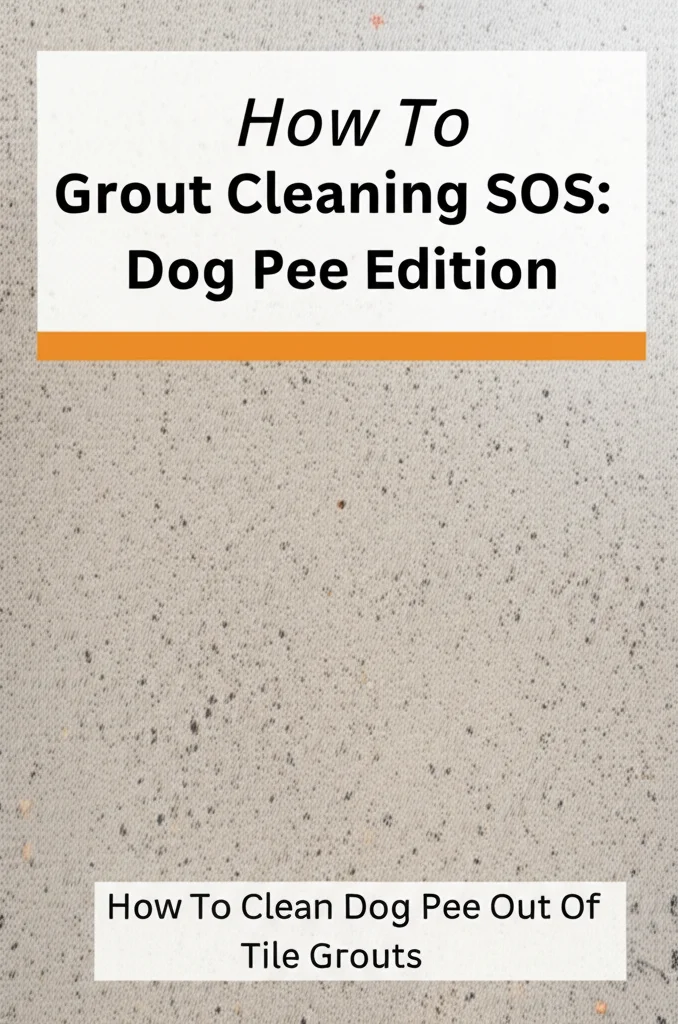 How To
Grout Cleaning SOS:
Dog Pee Edition
How To Clean Dog Pee Out Of
Tile Grouts